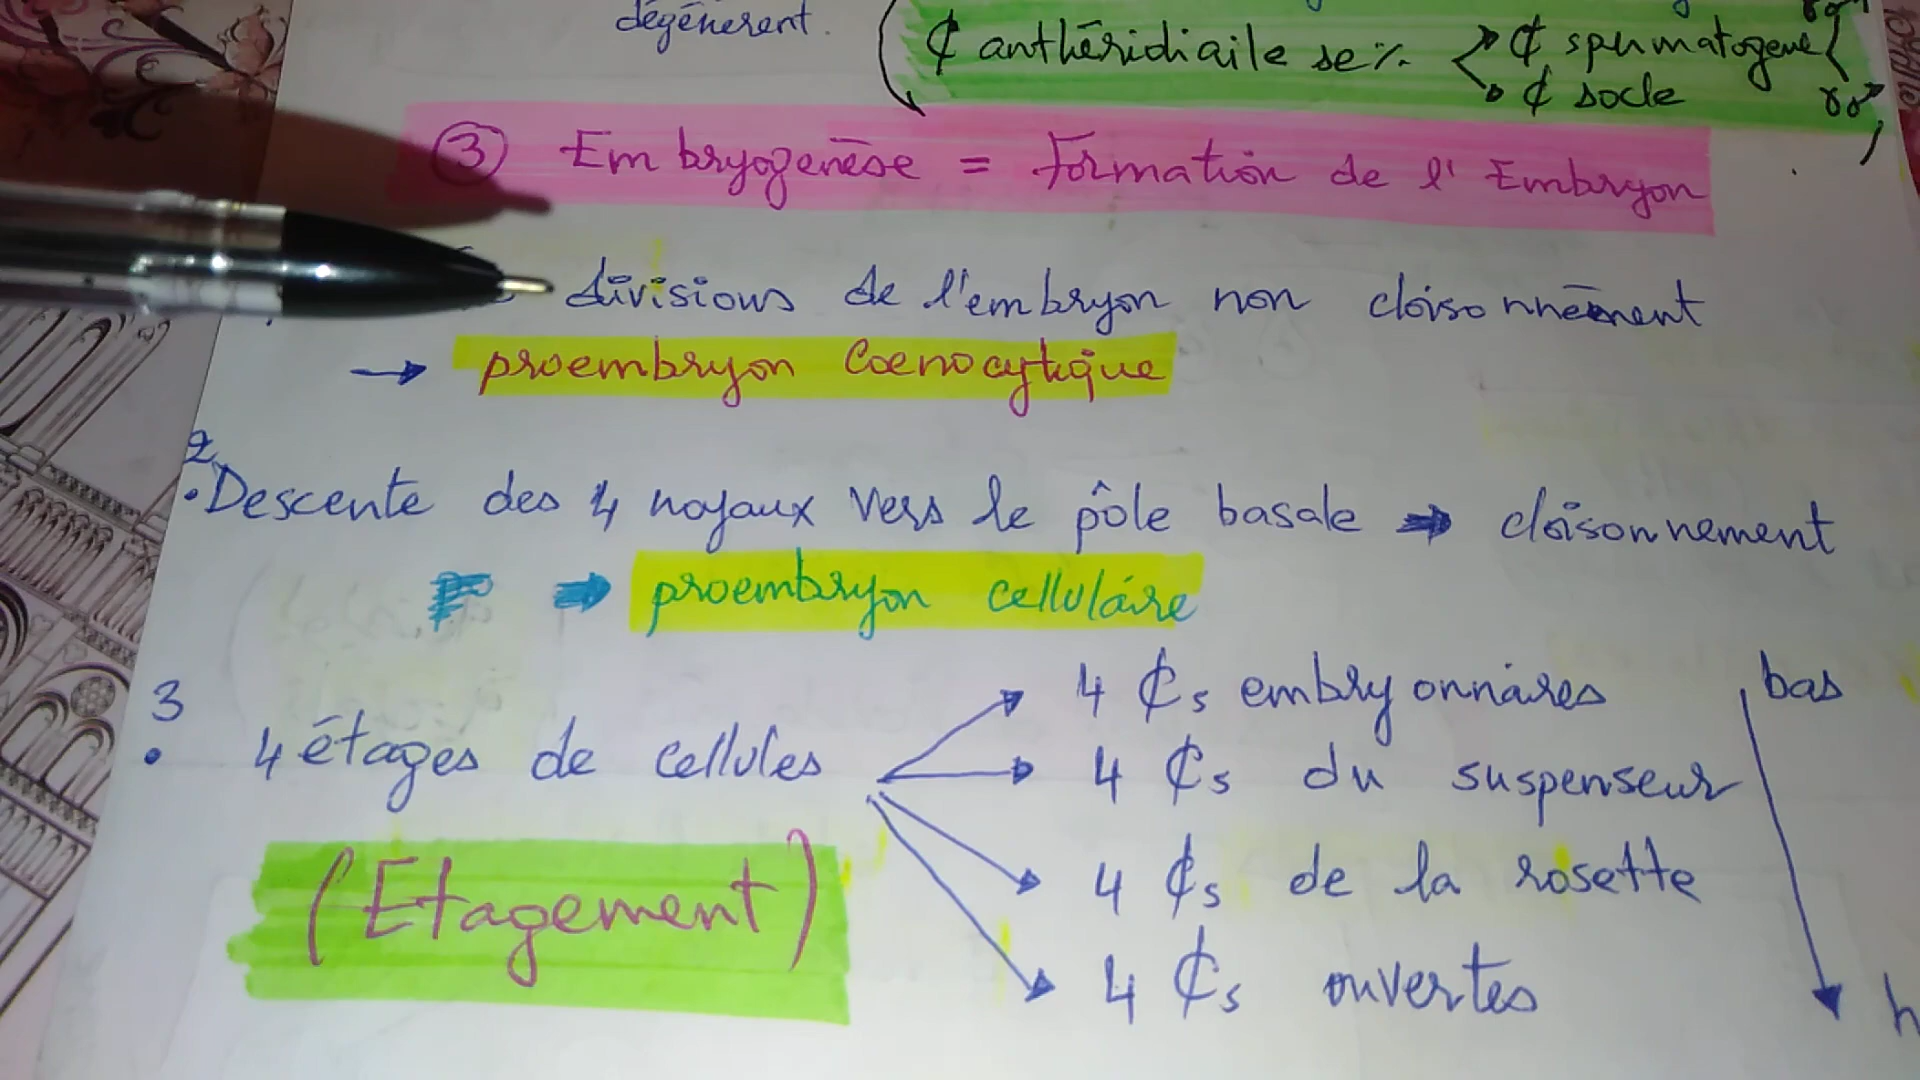 dégénèrent.
¢ anthéridiaile se ٪ ¢ spermatogene
¢ socle
③ Embryogenèse = Formation de l'Embryon
divisions de l'embryon non cloisonnément
→ proembryon Coenocytique
2
• Descente des 4 noyaux vers le pôle basale → cloisonnement
→ proembryon cellulaire
3
• 4 étages de cellules
(Etagement)
4 ¢s embryonnaires
4 ¢s du suspenseur
4 ¢s de la rosette
4 ¢s ouvertes
bas
h